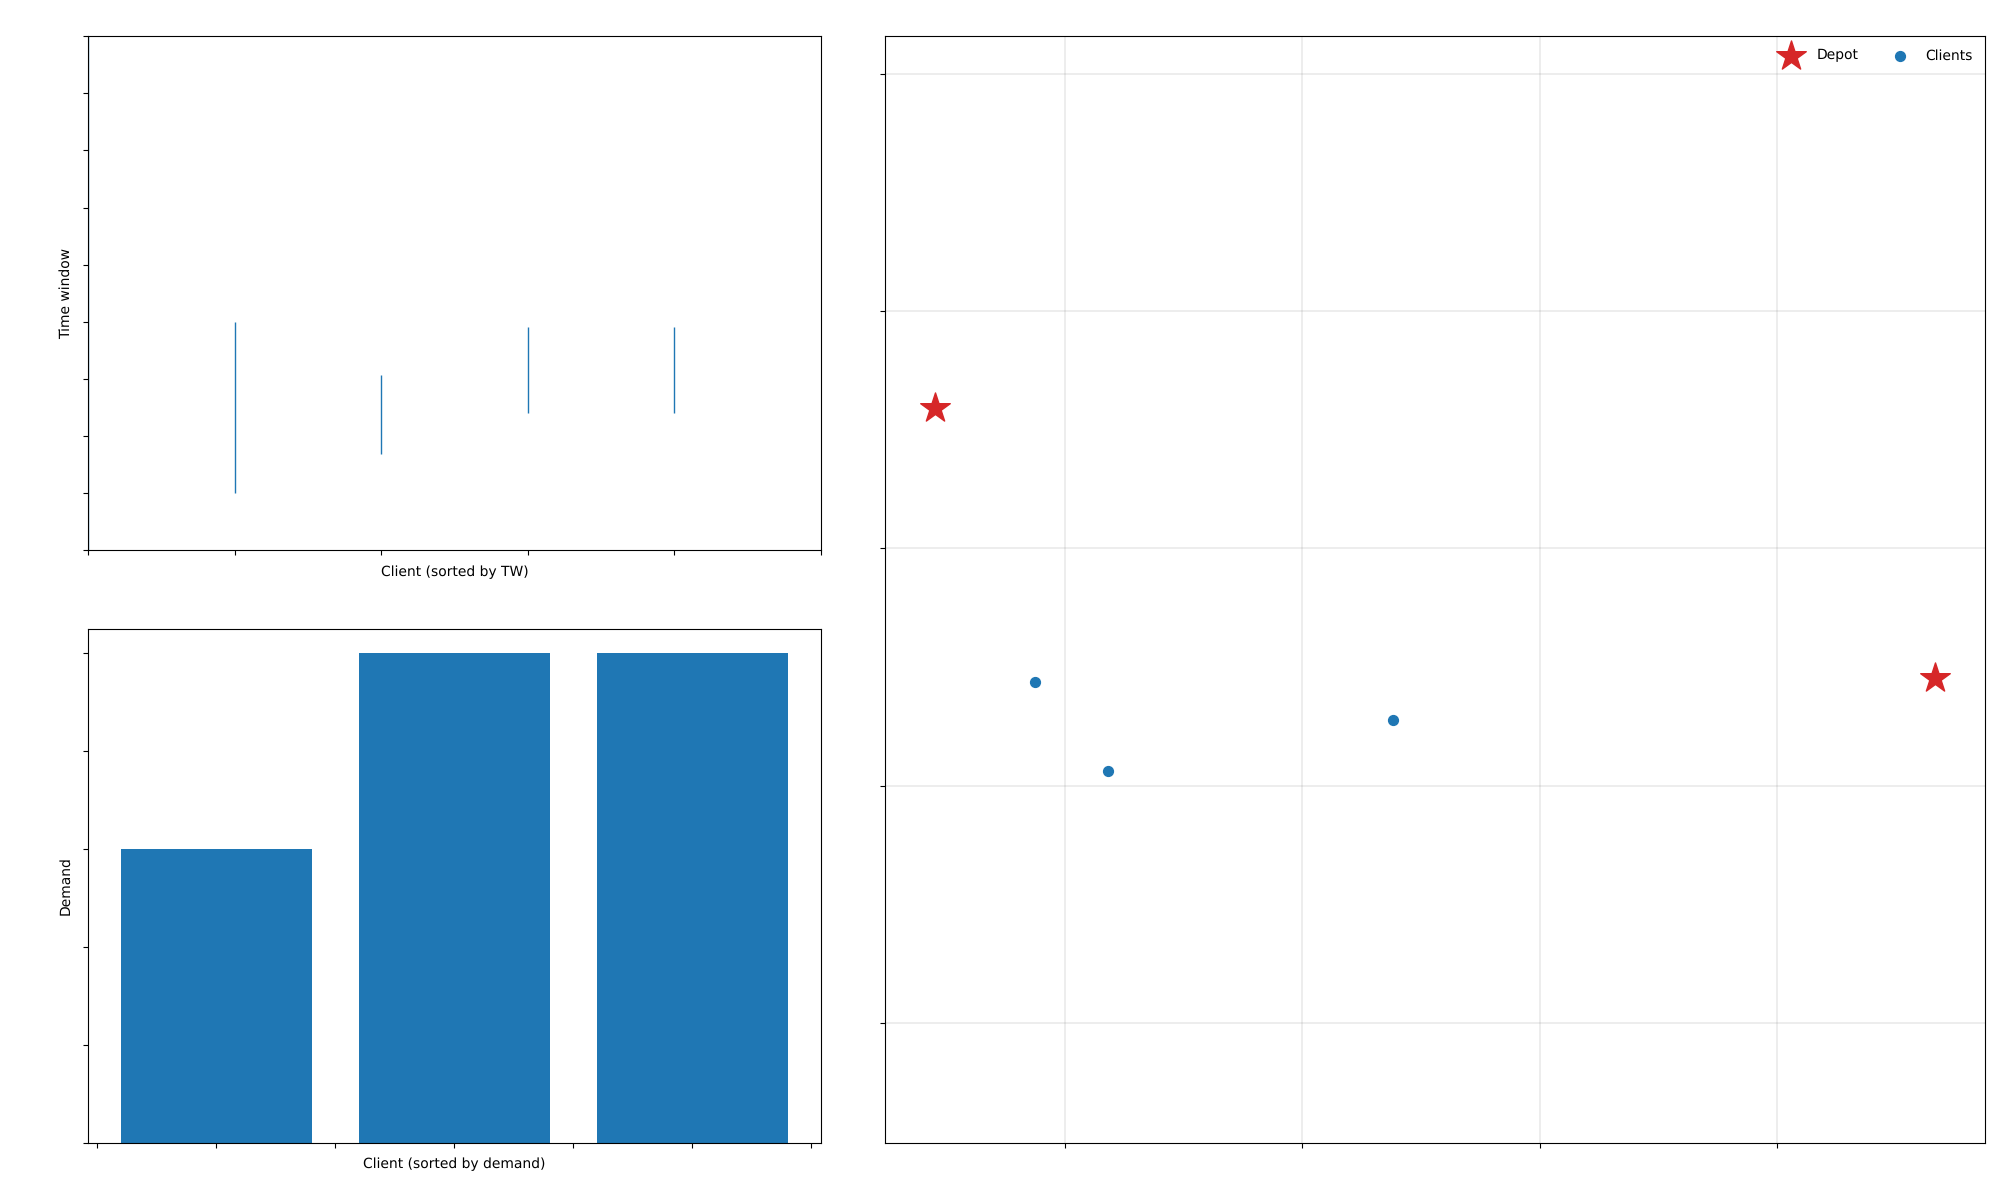 Time window
Client (sorted by TW)
Demand
Client (sorted by demand)
Depot
Clients